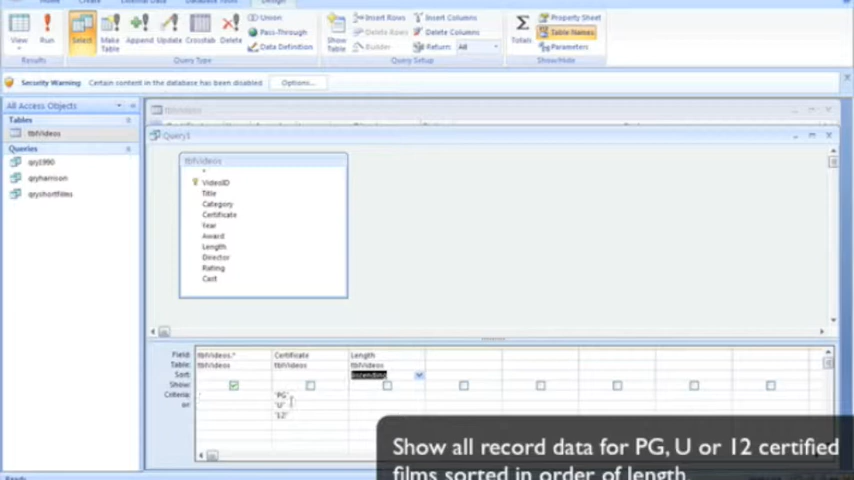 Home Create External Data Database Tools Design
View Run Select Make Table Append Update Crosstab Delete Union Pass-Through Data Definition Show Table Insert Rows Delete Rows Builder Insert Columns Delete Columns Return: All Totals Property Sheet Table Names Parameters
Results Query Type Query Setup Show/Hide
Security Warning Certain content in the database has been disabled Options...
All Access Objects
Tables
tblVideos
Queries
qry1990
qryharrison
qryshortfilms
tblVideos
Query1
tblVideos
*
VideoID
Title
Category
Certificate
Year
Award
Length
Director
Rating
Cast
Field: tblVideos.* Certificate Length
Table: tblVideos tblVideos tblVideos
Sort: Ascending
Show:
Criteria: "PG"
or: "U"
"12"
Show all record data for PG, U or 12 certified
films sorted in order of length.
Ready